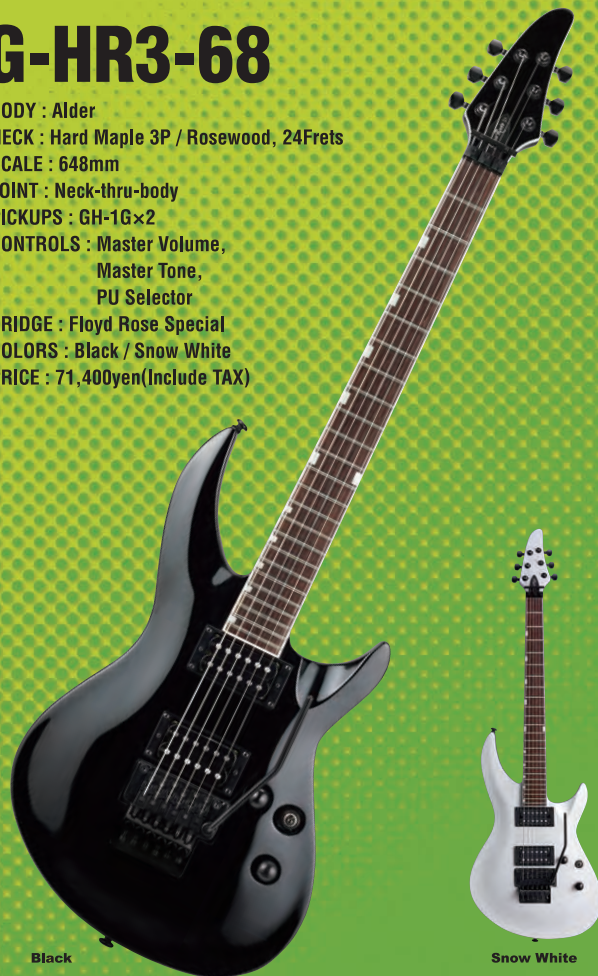 G-HR3-68
ODY : Alder
ECK : Hard Maple 3P / Rosewood, 24Frets
CALE : 648mm
OINT : Neck-thru-body
ICKUPS : GH-1G×2
ONTROLS : Master Volume,
Master Tone,
PU Selector
RIDGE : Floyd Rose Special
OLORS : Black / Snow White
RICE : 71,400yen(Include TAX)
Black
Snow White